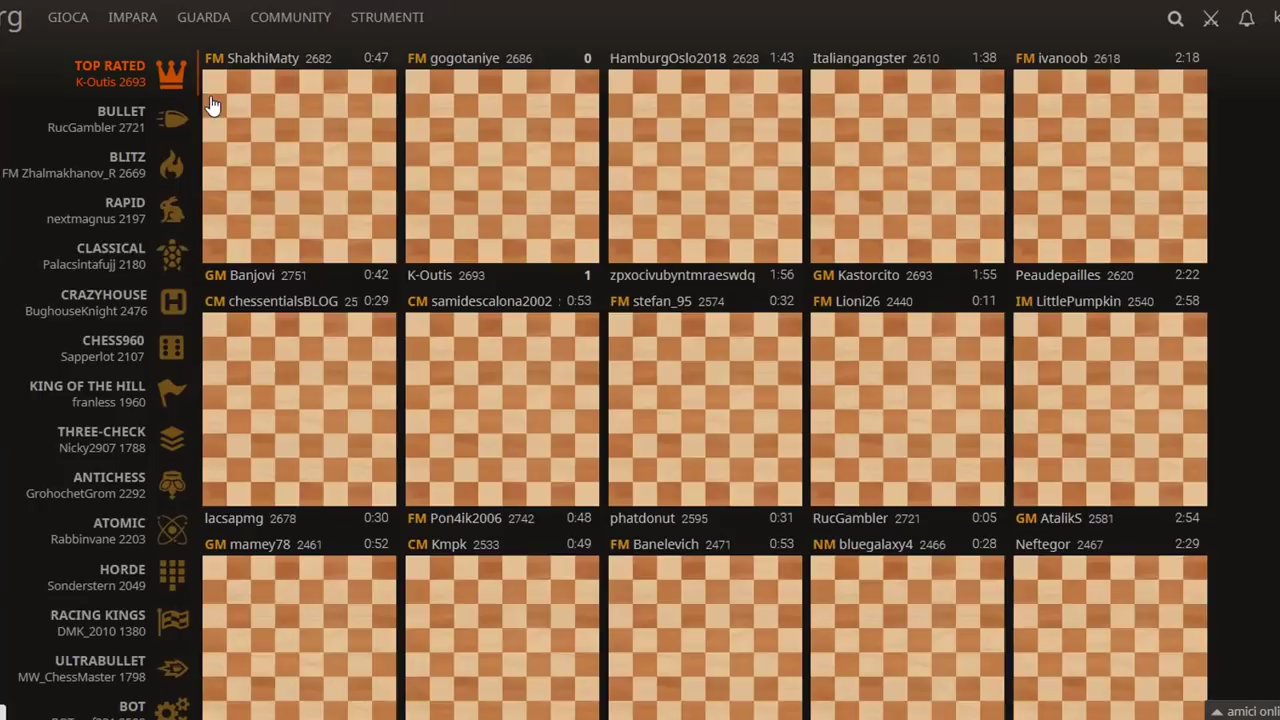 rg GIOCA IMPARA GUARDA COMMUNITY STRUMENTI
TOP RATED
K-Outis 2693
BULLET
RucGambler 2721
BLITZ
FM Zhalmakhanov_R 2669
RAPID
nextmagnus 2197
CLASSICAL
Palacsintafujj 2180
CRAZYHOUSE
BughouseKnight 2476
CHESS960
Sapperlot 2107
KING OF THE HILL
franless 1960
THREE-CHECK
Nicky2907 1788
ANTICHESS
GrohochetGrom 2292
ATOMIC
Rabbinvane 2203
HORDE
Sonderstern 2049
RACING KINGS
DMK_2010 1380
ULTRABULLET
MW_ChessMaster 1798
BOT
FM ShakhiMaty 2682 0:47
FM gogotaniye 2686 0
HamburgOslo2018 2628 1:43
Italiangangster 2610 1:38
FM ivanoob 2618 2:18
GM Banjovi 2751 0:42
K-Outis 2693 1
zpxocivubyntmraeswdq 1:56
GM Kastorcito 2693 1:55
Peaudepailles 2620 2:22
CM chessentialsBLOG 25 0:29
CM samidescalona2002 0:53
FM stefan_95 2574 0:32
FM Lioni26 2440 0:11
IM LittlePumpkin 2540 2:58
lacsapmg 2678 0:30
FM Pon4ik2006 2742 0:48
phatdonut 2595 0:31
RucGambler 2721 0:05
GM AtalikS 2581 2:54
GM mamey78 2461 0:52
CM Kmpk 2533 0:49
FM Banelevich 2471 0:53
NM bluegalaxy4 2466 0:28
Neftegor 2467 2:29
amici onli